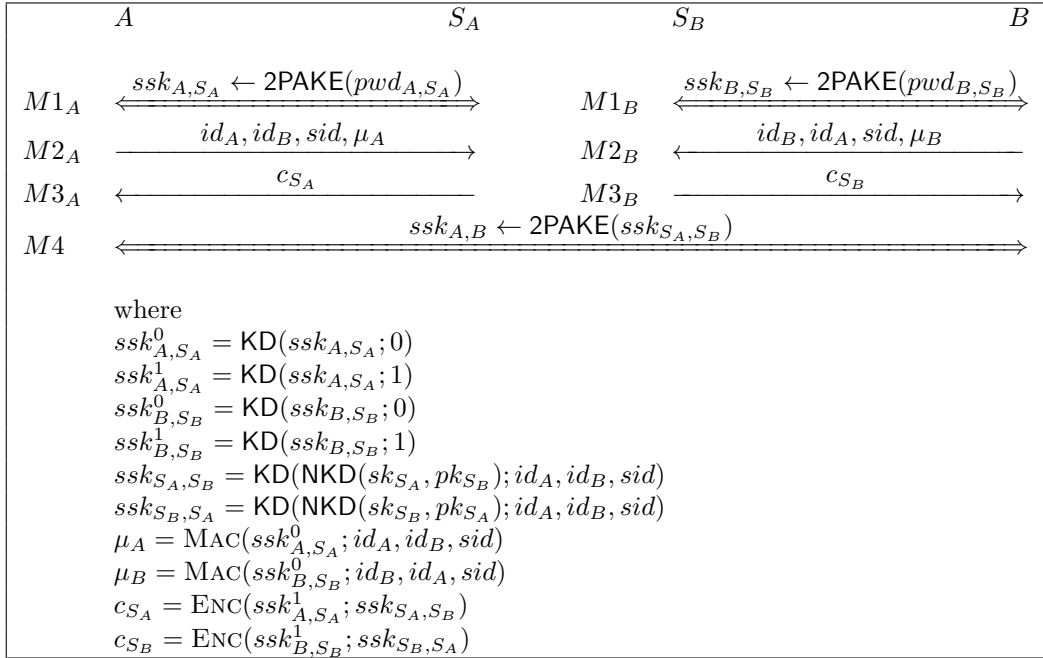 A S_A S_B B
ssk_{A,S_A} ← 2PAKE(pwd_{A,S_A}) ssk_{B,S_B} ← 2PAKE(pwd_{B,S_B})
M1_A M1_B
id_A, id_B, sid, μ_A id_B, id_A, sid, μ_B
M2_A M2_B
c_{S_A} c_{S_B}
M3_A M3_B
ssk_{A,B} ← 2PAKE(ssk_{S_A,S_B})
M4
where
ssk^0_{A,S_A} = KD(ssk_{A,S_A}; 0)
ssk^1_{A,S_A} = KD(ssk_{A,S_A}; 1)
ssk^0_{B,S_B} = KD(ssk_{B,S_B}; 0)
ssk^1_{B,S_B} = KD(ssk_{B,S_B}; 1)
ssk_{S_A,S_B} = KD(NKD(sk_{S_A}, pk_{S_B}); id_A, id_B, sid)
ssk_{S_B,S_A} = KD(NKD(sk_{S_B}, pk_{S_A}); id_A, id_B, sid)
μ_A = MAC(ssk^0_{A,S_A}; id_A, id_B, sid)
μ_B = MAC(ssk^0_{B,S_B}; id_B, id_A, sid)
c_{S_A} = ENC(ssk^1_{A,S_A}; ssk_{S_A,S_B})
c_{S_B} = ENC(ssk^1_{B,S_B}; ssk_{S_B,S_A})